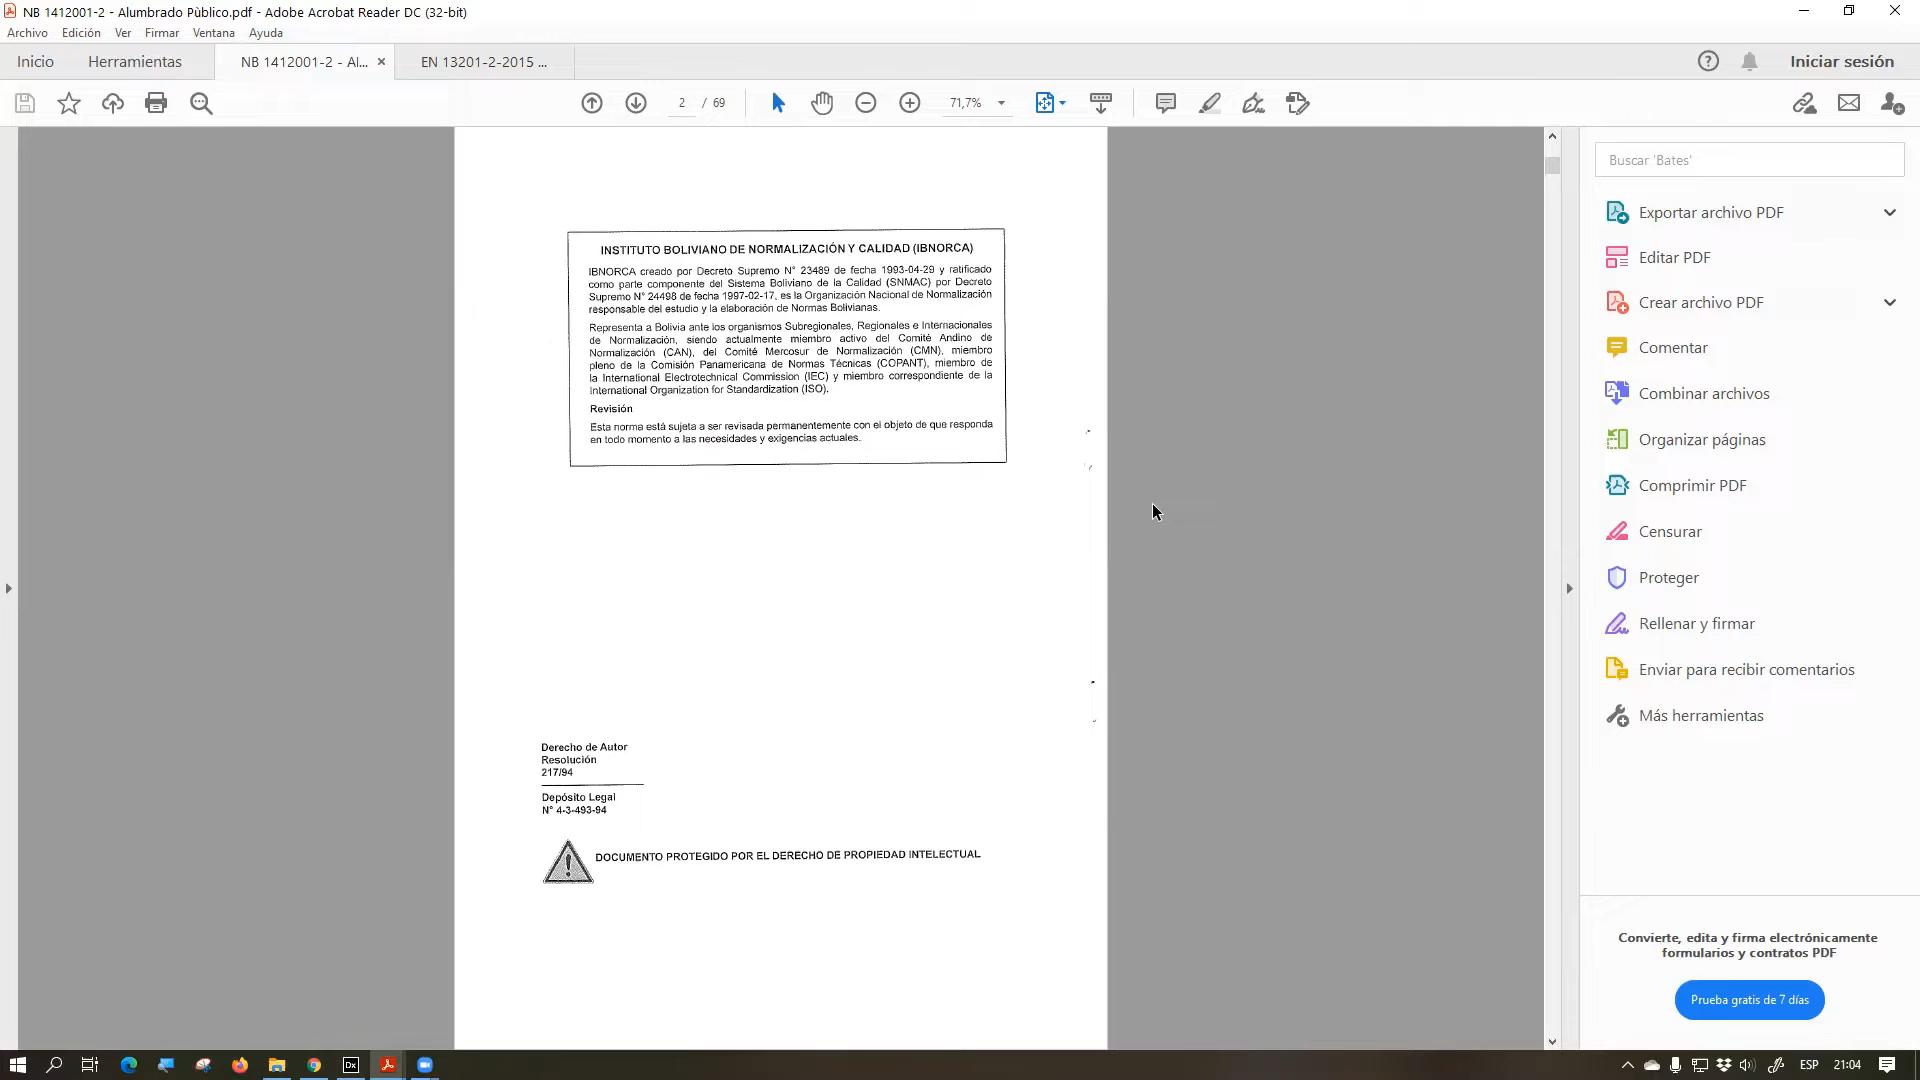 NB 1412001-2 - Alumbrado Pùblico.pdf - Adobe Acrobat Reader DC (32-bit)
Archivo Edición Ver Firmar Ventana Ayuda
Inicio Herramientas NB 1412001-2 - Al... × EN 13201-2-2015 ... Iniciar sesión
2 / 69 71,7%
INSTITUTO BOLIVIANO DE NORMALIZACIÓN Y CALIDAD (IBNORCA)
IBNORCA creado por Decreto Supremo N° 23489 de fecha 1993-04-29 y ratificado
como parte componente del Sistema Boliviano de la Calidad (SNMAC) por Decreto
Supremo N° 24498 de fecha 1997-02-17, es la Organización Nacional de Normalización
responsable del estudio y la elaboración de Normas Bolivianas.
Representa a Bolivia ante los organismos Subregionales, Regionales e Internacionales
de Normalización, siendo actualmente miembro activo del Comité Andino de
Normalización (CAN), del Comité Mercosur de Normalización (CMN), miembro
pleno de la Comisión Panamericana de Normas Técnicas (COPANT), miembro de
la International Electrotechnical Commission (IEC) y miembro correspondiente de la
International Organization for Standardization (ISO).
Revisión
Esta norma está sujeta a ser revisada permanentemente con el objeto de que responda
en todo momento a las necesidades y exigencias actuales.
Derecho de Autor
Resolución
217/94
Depósito Legal
N° 4-3-493-94
DOCUMENTO PROTEGIDO POR EL DERECHO DE PROPIEDAD INTELECTUAL
Buscar 'Bates'
Exportar archivo PDF
Editar PDF
Crear archivo PDF
Comentar
Combinar archivos
Organizar páginas
Comprimir PDF
Censurar
Proteger
Rellenar y firmar
Enviar para recibir comentarios
Más herramientas
Convierte, edita y firma electrónicamente
formularios y contratos PDF
Prueba gratis de 7 días
Dx ESP 21:04